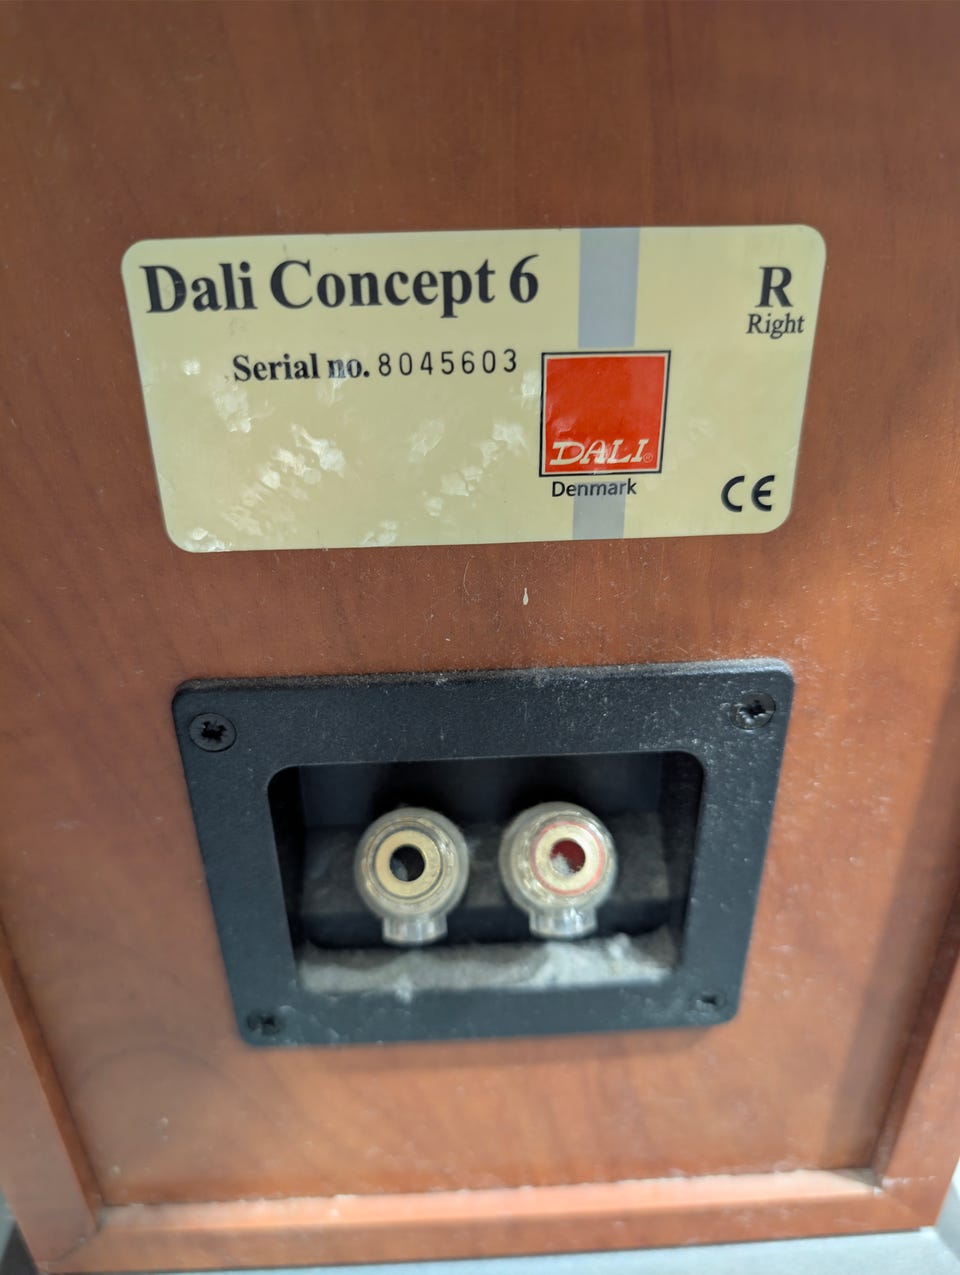 Dali Concept 6
R
Right
Serial no. 8045603
DALI®
Denmark
CE